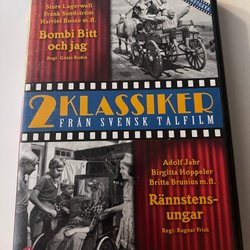 Sture Lagerwall
Frank Sundström
Harriet Bosse m.fl.
Bombi Bitt
och jag
Regi: Gösta Rodin
2 KLASSIKER
FRÅN SVENSK TALFILM
Adolf Jahr
Birgitta Hoppeler
Britta Brunius m.fl.
Rännstens-
ungar
Regi: Ragnar Frisk